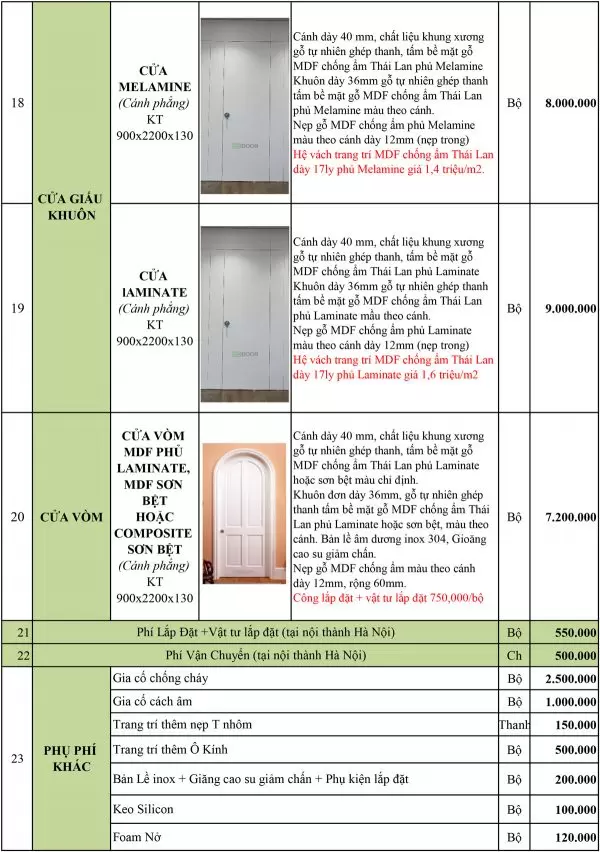 18
CỬA GIẤU
KHUÔN
CỬA
MELAMINE
(Cánh phẳng)
KT
900x2200x130
DOOR
Cánh dày 40 mm, chất liệu khung xương
gỗ tự nhiên ghép thanh, tấm bề mặt gỗ
MDF chống ẩm Thái Lan phủ Melamine
Khuôn dày 36mm gỗ tự nhiên ghép thanh
tấm bề mặt gỗ MDF chống ẩm Thái Lan
phủ Melamine màu theo cánh.
Nẹp gỗ MDF chống ẩm phủ Melamine
màu theo cánh dày 12mm (nẹp trong)
Hệ vách trang trí MDF chống ẩm Thái Lan
dày 17ly phủ Melamine giá 1,4 triệu/m2.
Bộ
8.000.000
19
CỬA
lAMINATE
(Cánh phẳng)
KT
900x2200x130
DOOR
Cánh dày 40 mm, chất liệu khung xương
gỗ tự nhiên ghép thanh, tấm bề mặt gỗ
MDF chống ẩm Thái Lan phủ Laminate
Khuôn dày 36mm gỗ tự nhiên ghép thanh
tấm bề mặt gỗ MDF chống ẩm Thái Lan
phủ Laminate mầu theo cánh.
Nẹp gỗ MDF chống ẩm phủ Laminate
màu theo cánh dày 12mm (nẹp trong)
Hệ vách trang trí MDF chống ẩm Thái Lan
dày 17ly phủ Laminate giá 1,6 triệu/m2
Bộ
9.000.000
20
CỬA VÒM
CỬA VÒM
MDF PHỦ
LAMINATE,
MDF SƠN
BỆT
HOẶC
COMPOSITE
SƠN BỆT
(Cánh phẳng)
KT
900x2200x130
Cánh dày 40 mm, chất liệu khung xương
gỗ tự nhiên ghép thanh, tấm bề mặt gỗ
MDF chống ẩm Thái Lan phủ Laminate
hoặc sơn bệt màu chỉ định.
Khuôn đơn dày 36mm, gỗ tự nhiên ghép
thanh tấm bề mặt gỗ MDF chống ẩm Thái
Lan phủ Laminate hoặc sơn bệt, màu theo
cánh. Bản lề âm dương inox 304, Gioăng
cao su giảm chấn.
Nẹp gỗ MDF chống ẩm màu theo cánh
dày 12mm, rộng 60mm.
Công lắp đặt + vật tư lắp đặt 750,000/bộ
Bộ
7.200.000
21 Phí Lắp Đặt +Vật tư lắp đặt (tại nội thành Hà Nội) Bộ 550.000
22 Phí Vận Chuyển (tại nội thành Hà Nội) Ch 500.000
23
PHỤ PHÍ
KHÁC
Gia cố chống cháy Bộ 2.500.000
Gia cố cách âm Bộ 1.000.000
Trang trí thêm nẹp T nhôm Thanh 150.000
Trang trí thêm Ô Kính Bộ 500.000
Bản Lề inox + Giăng cao su giảm chấn + Phụ kiện lắp đặt Bộ 200.000
Keo Silicon Bộ 100.000
Foam Nở Bộ 120.000